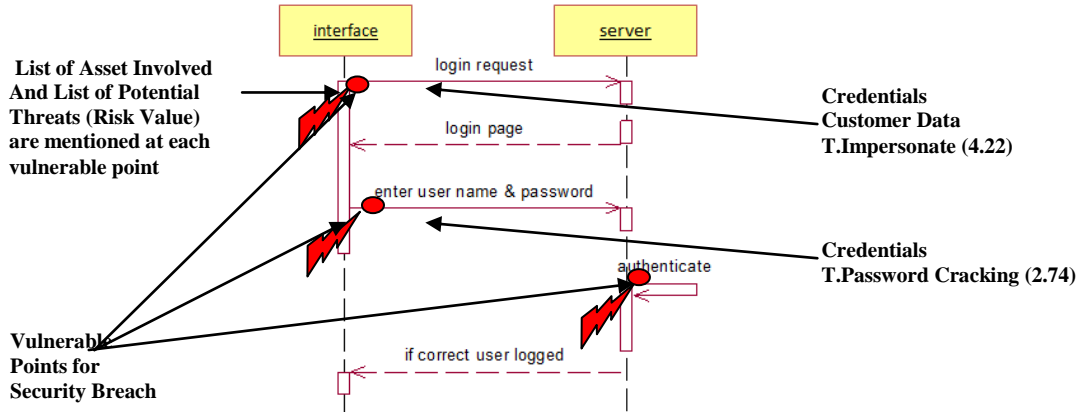 interface
server
List of Asset Involved
And List of Potential
Threats (Risk Value)
are mentioned at each
vulnerable point
login request
Credentials
Customer Data
T.Impersonate (4.22)
login page
enter user name & password
Credentials
T.Password Cracking (2.74)
authenticate
Vulnerable
Points for
Security Breach
if correct user logged